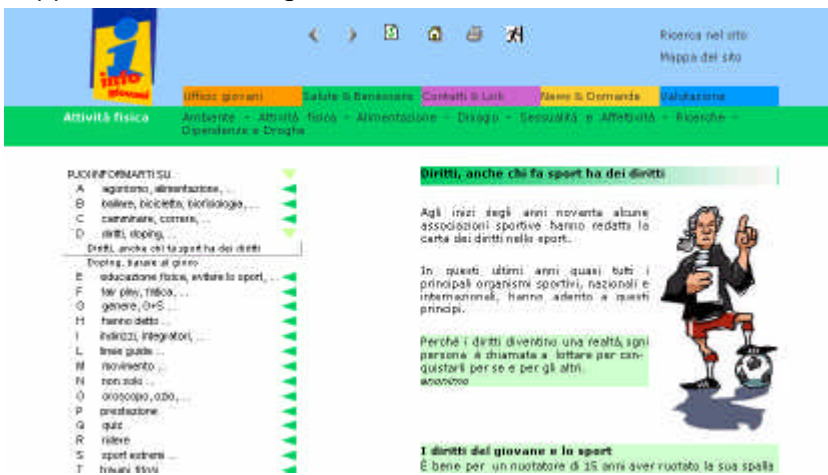 Ricerca nel sito
Mappa del sito
i
info
giovani
Uffici giovani
Salute & Benessere
Contatti & Link
News & Domande
Valutazione
Attività fisica
Ambiente - Attività fisica - Alimentazione - Disagio - Sessualità e Affettività - Ricerche -
Dipendenze e Droghe
PUOI INFORMARTI SU
A agonismo, alimentazione, ...
B ballare, bicicletta, biofisiologia, ...
C camminare, correre, ...
D diritti, doping, ...
Diritti, anche chi fa sport ha dei diritti
Doping, barare al gioco
E educazione fisica, evitare lo sport, ...
F fair play, fatica, ...
G genere, G+S ...
H hanno detto ...
I indirizzi, integratori, ...
L linee guida ...
M movimento ...
N non solo ...
O oroscopo, ozio, ...
P prestazione
Q quiz
R ridere
S sport estremi ...
T traumi, tifosi
Diritti, anche chi fa sport ha dei diritti
Agli inizi degli anni novanta alcune
associazioni sportive hanno redatto la
carta dei diritti nello sport.
In questi ultimi anni quasi tutti i
principali organismi sportivi, nazionali e
internazionali, hanno aderito a questi
principi.
Perché i diritti diventino una realtà, ogni
persona è chiamata a lottare per con-
quistarli per se e per gli altri.
anonimo
I diritti del giovane e lo sport
È bene per un nuotatore di 15 anni aver ruotato la sua spalla